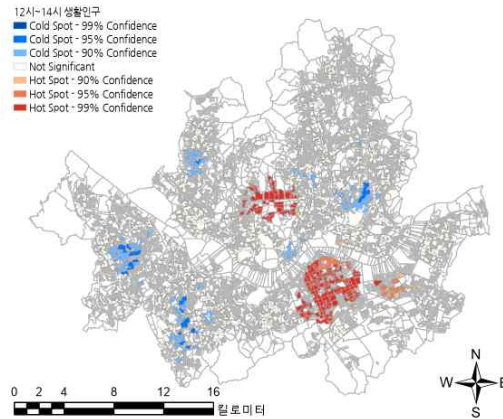 12시~14시 생활인구
Cold Spot - 99% Confidence
Cold Spot - 95% Confidence
Cold Spot - 90% Confidence
Not Significant
Hot Spot - 90% Confidence
Hot Spot - 95% Confidence
Hot Spot - 99% Confidence
N
W E
S
0 2 4 8 12 16
킬로미터